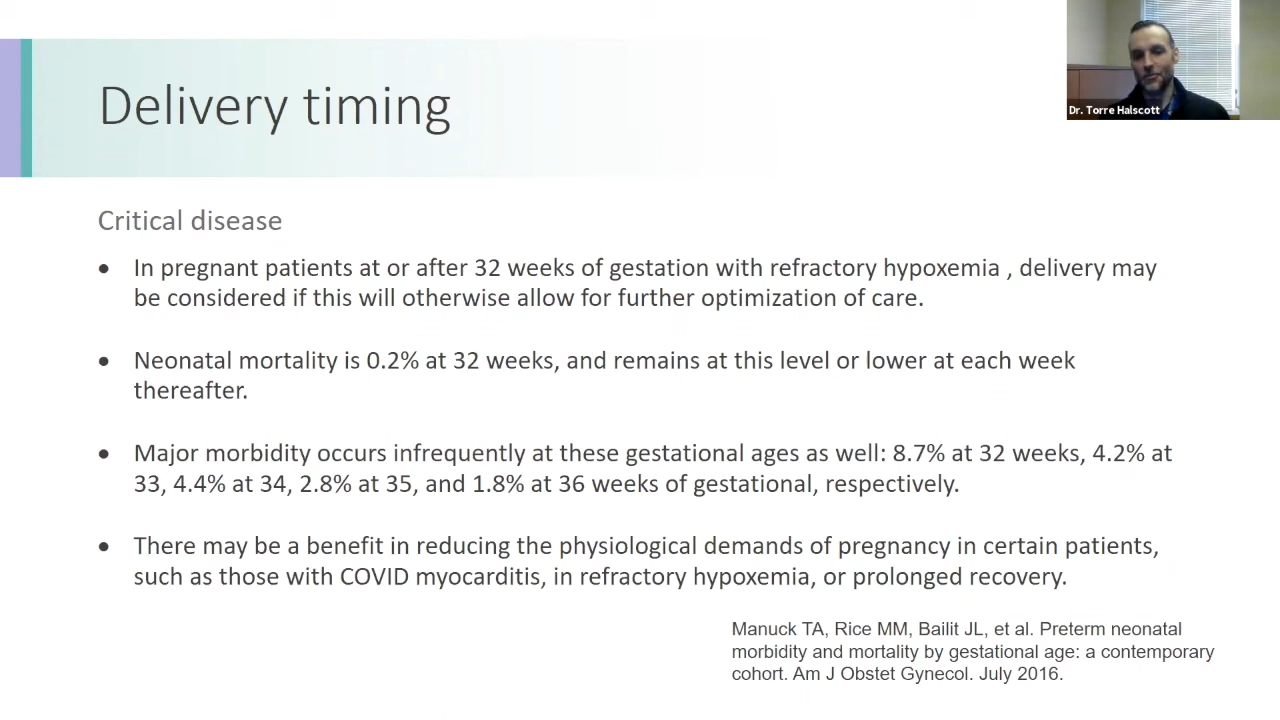 Delivery timing
Dr. Torre Halscott
Critical disease
• In pregnant patients at or after 32 weeks of gestation with refractory hypoxemia , delivery may
be considered if this will otherwise allow for further optimization of care.
• Neonatal mortality is 0.2% at 32 weeks, and remains at this level or lower at each week
thereafter.
• Major morbidity occurs infrequently at these gestational ages as well: 8.7% at 32 weeks, 4.2% at
33, 4.4% at 34, 2.8% at 35, and 1.8% at 36 weeks of gestational, respectively.
• There may be a benefit in reducing the physiological demands of pregnancy in certain patients,
such as those with COVID myocarditis, in refractory hypoxemia, or prolonged recovery.
Manuck TA, Rice MM, Bailit JL, et al. Preterm neonatal
morbidity and mortality by gestational age: a contemporary
cohort. Am J Obstet Gynecol. July 2016.